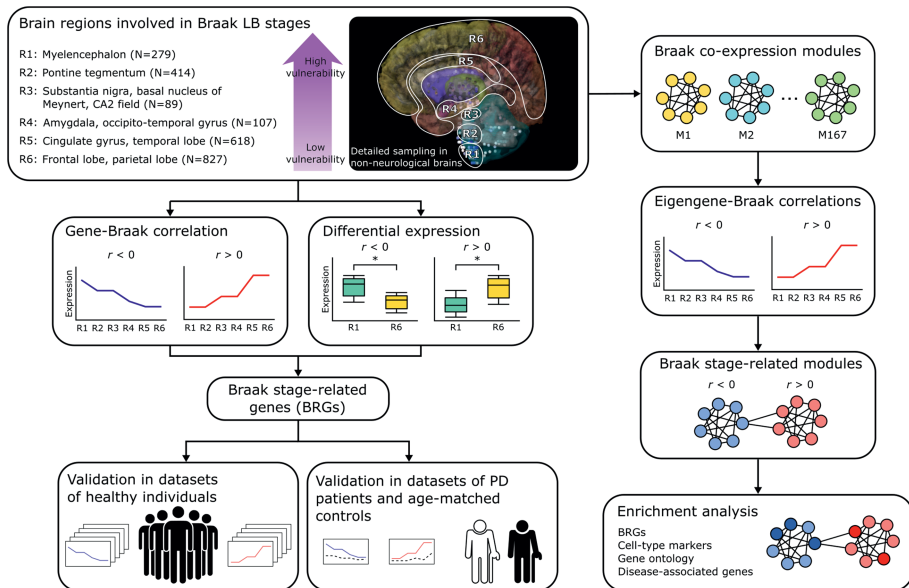 Brain regions involved in Braak LB stages
R1: Myelencephalon (N=279)
R2: Pontine tegmentum (N=414)
R3: Substantia nigra, basal nucleus of
Meynert, CA2 field (N=89)
R4: Amygdala, occipito-temporal gyrus (N=107)
R5: Cingulate gyrus, temporal lobe (N=618)
R6: Frontal lobe, parietal lobe (N=827)
High
vulnerability
Low
vulnerability
R6
R5
R4
R3
R2
R1
Detailed sampling in
non-neurological brains
Gene-Braak correlation
r < 0
r > 0
Expression
R1 R2 R3 R4 R5 R6
R1 R2 R3 R4 R5 R6
Differential expression
r < 0
r > 0
Expression
*
*
R1
R6
R1
R6
Braak stage-related
genes (BRGs)
Validation in datasets
of healthy individuals
Validation in datasets of PD
patients and age-matched
controls
Braak co-expression modules
...
M1
M2
M167
Eigengene-Braak correlations
r < 0
r > 0
Expression
R1 R2 R3 R4 R5 R6
R1 R2 R3 R4 R5 R6
Braak stage-related modules
r < 0
r > 0
Enrichment analysis
BRGs
Cell-type markers
Gene ontology
Disease-associated genes